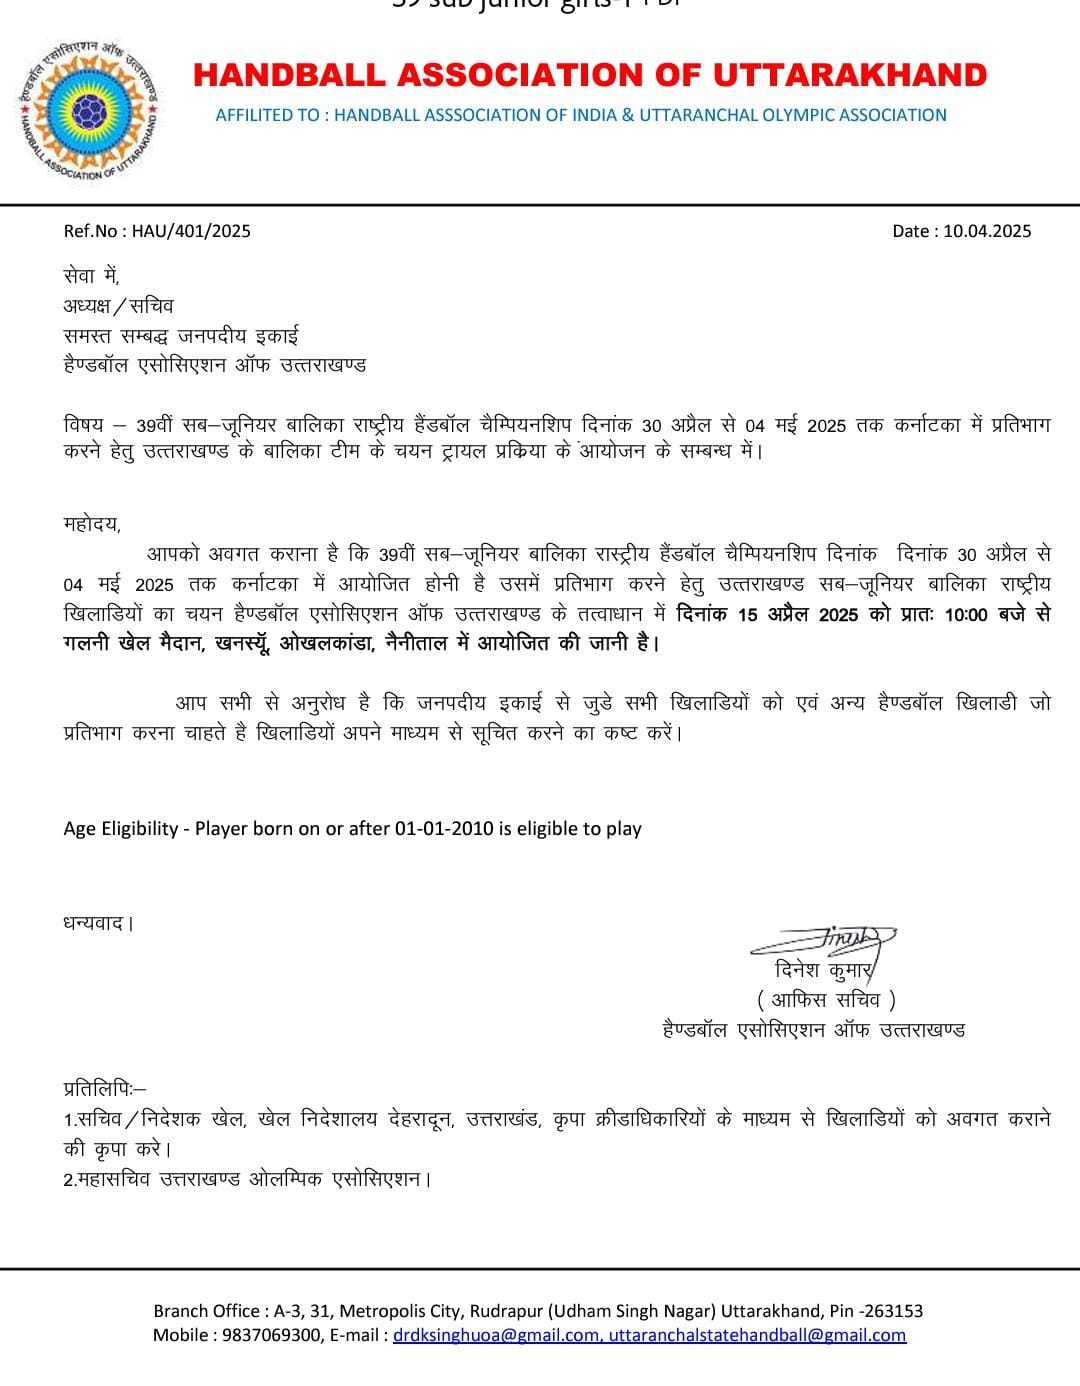 HANDBALL ASSOCIATION OF UTTARAKHAND
AFFILITED TO : HANDBALL ASSSOCIATION OF INDIA & UTTARANCHAL OLYMPIC ASSOCIATION
हैण्डबॉल एसोसिएशन ऑफ उत्तराखण्ड
HANDBALL ASSOCIATION OF UTTARAKHAND
Ref.No : HAU/401/2025
Date : 10.04.2025
सेवा में,
अध्यक्ष/सचिव
समस्त सम्बद्ध जनपदीय इकाई
हैण्डबॉल एसोसिएशन ऑफ उत्तराखण्ड
विषय – 39वीं सब–जूनियर बालिका राष्ट्रीय हैंडबॉल चैम्पियनशिप दिनांक 30 अप्रैल से 04 मई 2025 तक कर्नाटका में प्रतिभाग
करने हेतु उत्तराखण्ड के बालिका टीम के चयन ट्रायल प्रकिया के आयोजन के सम्बन्ध में।
महोदय,
आपको अवगत कराना है कि 39वीं सब–जूनियर बालिका रास्ट्रीय हैंडबॉल चैम्पियनशिप दिनांक दिनांक 30 अप्रैल से
04 मई 2025 तक कर्नाटका में आयोजित होनी है उसमें प्रतिभाग करने हेतु उत्तराखण्ड सब–जूनियर बालिका राष्ट्रीय
खिलाडियों का चयन हैण्डबॉल एसोसिएशन ऑफ उत्तराखण्ड के तत्वाधान में दिनांक 15 अप्रैल 2025 को प्रातः 10:00 बजे से
गलनी खेल मैदान, खनस्यूॅ, ओखलकांडा, नैनीताल में आयोजित की जानी है।
आप सभी से अनुरोध है कि जनपदीय इकाई से जुडे सभी खिलाडियों को एवं अन्य हैण्डबॉल खिलाडी जो
प्रतिभाग करना चाहते है खिलाडियों अपने माध्यम से सूचित करने का कष्ट करें।
Age Eligibility - Player born on or after 01-01-2010 is eligible to play
धन्यवाद।
Dinesh
दिनेश कुमार
( आफिस सचिव )
हैण्डबॉल एसोसिएशन ऑफ उत्तराखण्ड
प्रतिलिपिः–
1.सचिव/निदेशक खेल, खेल निदेशालय देहरादून, उत्तराखंड, कृपा क्रीडाधिकारियों के माध्यम से खिलाडियों को अवगत कराने
की कृपा करे।
2.महासचिव उत्तराखण्ड ओलम्पिक एसोसिएशन।
Branch Office : A-3, 31, Metropolis City, Rudrapur (Udham Singh Nagar) Uttarakhand, Pin -263153
Mobile : 9837069300, E-mail : drdksinghuoa@gmail.com, uttaranchalstatehandball@gmail.com